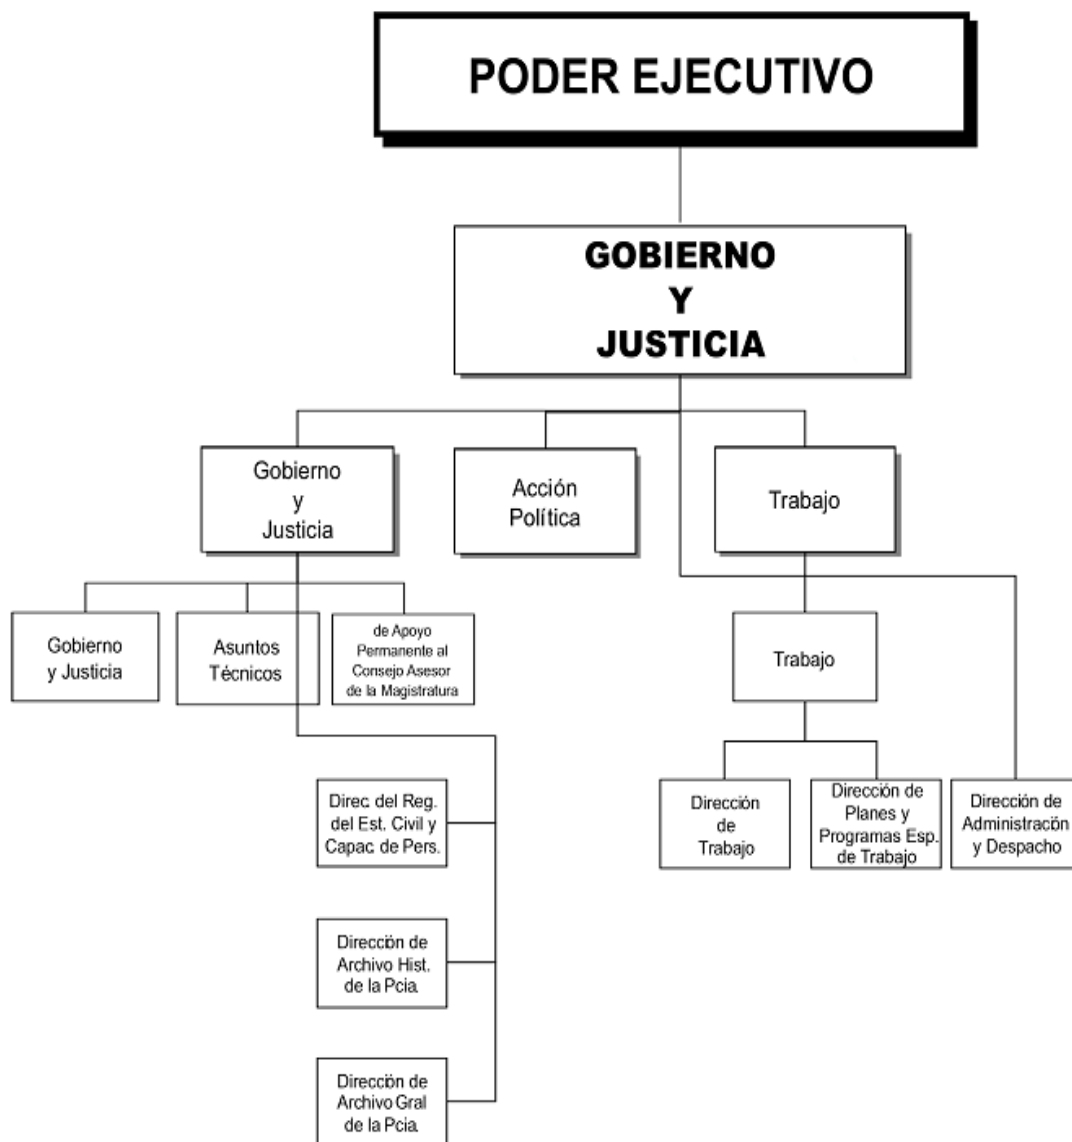 PODER EJECUTIVO
GOBIERNO
Y
JUSTICIA
Gobierno
y
Justicia
Acción
Política
Trabajo
Gobierno
y Justicia
Asuntos
Técnicos
de Apoyo
Permanente al
Consejo Asesor
de la Magistratura
Trabajo
Direc. del Reg.
del Est. Civil y
Capac. de Pers.
Dirección
de
Trabajo
Dirección de
Planes y
Programas Esp.
de Trabajo
Dirección de
Administración
y Despacho
Dirección de
Archivo Hist.
de la Pcia.
Dirección de
Archivo Gral
de la Pcia.